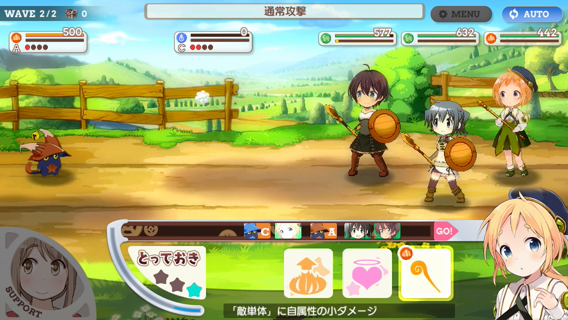 WAVE 2/2 0
通常攻撃
MENU
AUTO
500
A
0
C
577
632
442
C
A
GO!
とっておき
SUPPORT
「敵単体」に自属性の小ダメージ